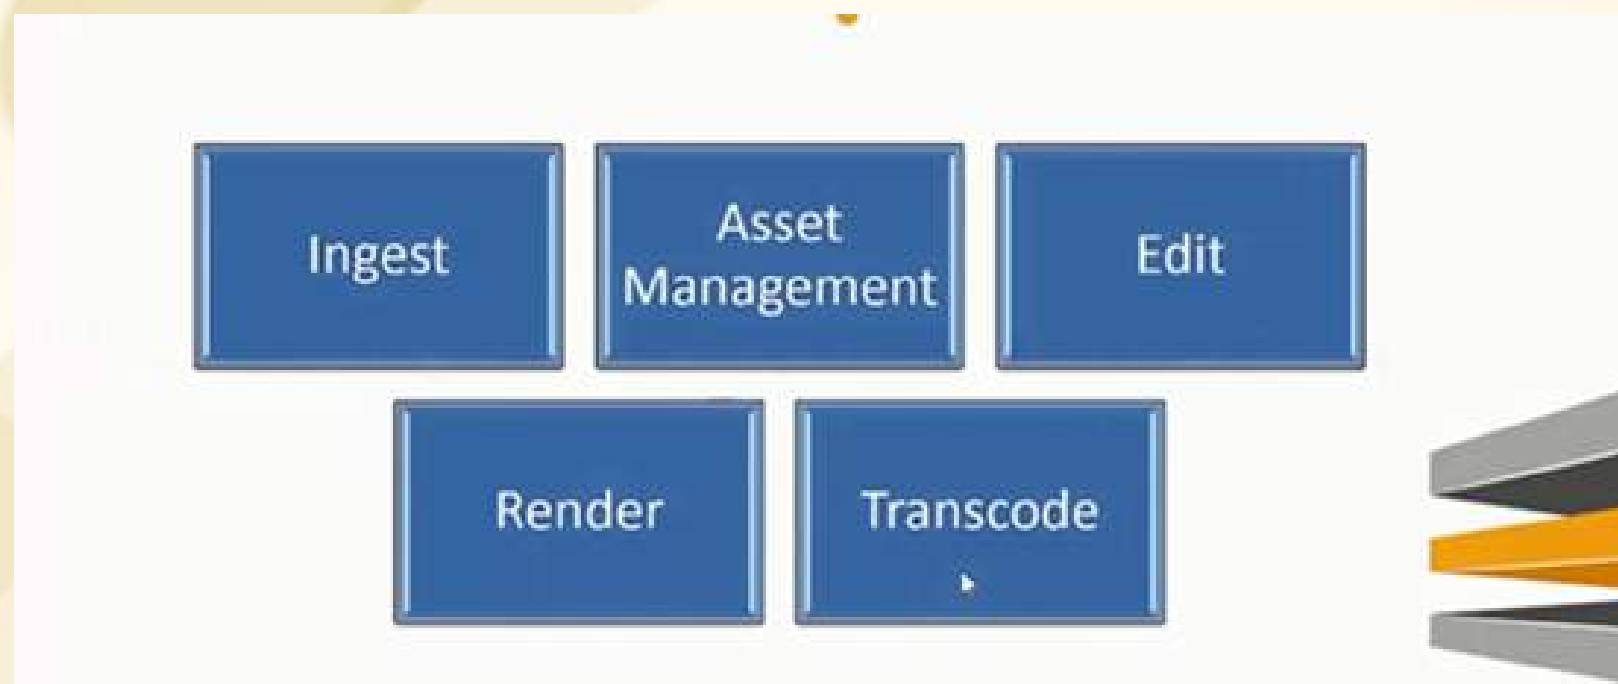 Ingest
Asset
Management
Edit
Render
Transcode